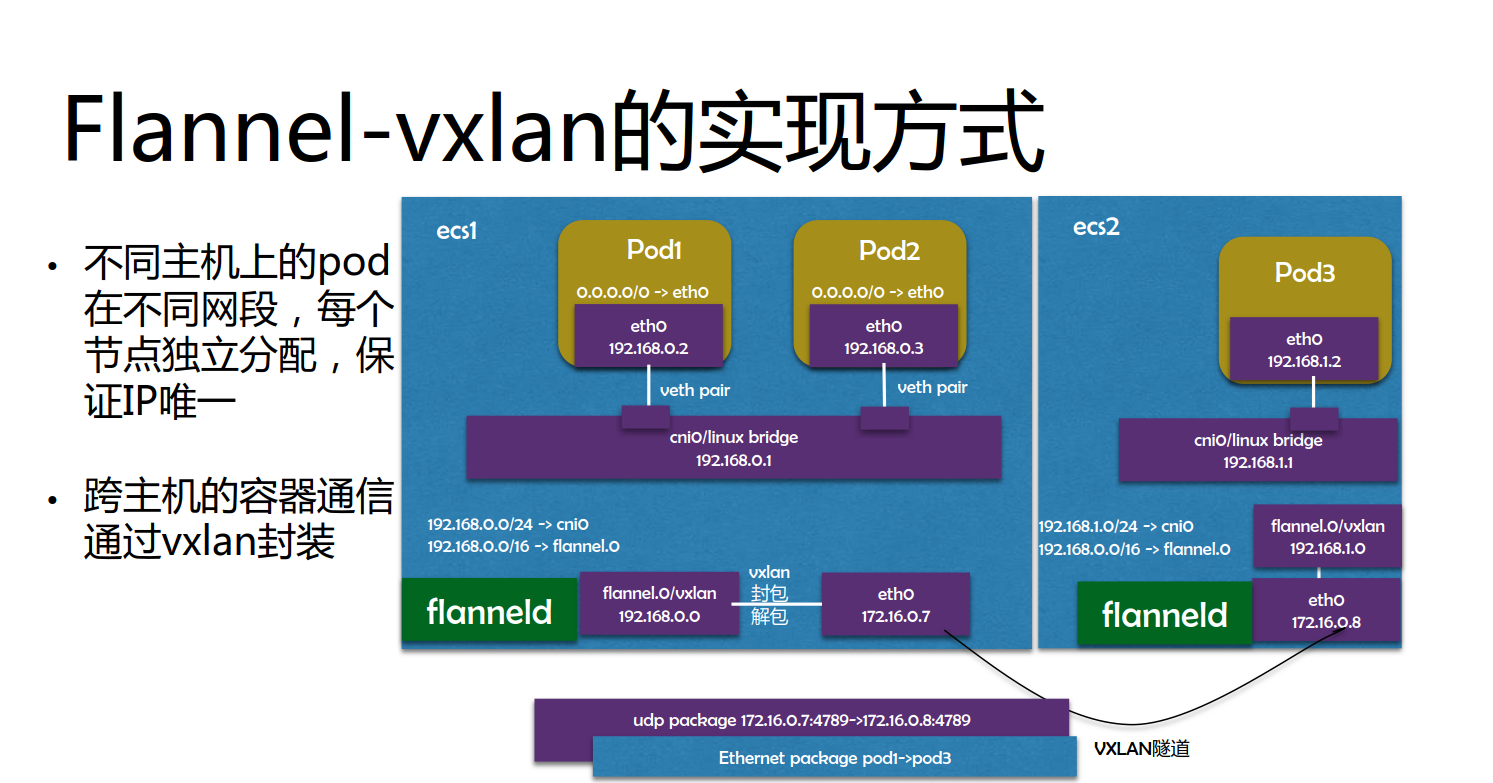 Flannel-vxlan的实现方式
不同主机上的pod
在不同网段，每个
节点独立分配，保
证IP唯一
跨主机的容器通信
通过vxlan封装
ecs1
Pod1
0.0.0.0/0 -> eth0
eth0
192.168.0.2
veth pair
Pod2
0.0.0.0/0 -> eth0
eth0
192.168.0.3
veth pair
cni0/linux bridge
192.168.0.1
192.168.0.0/24 -> cni0
192.168.0.0/16 -> flannel.0
flanneld
flannel.0/vxlan
192.168.0.0
vxlan
封包
解包
eth0
172.16.0.7
ecs2
Pod3
eth0
192.168.1.2
cni0/linux bridge
192.168.1.1
192.168.1.0/24 -> cni0
192.168.0.0/16 -> flannel.0
flannel.0/vxlan
192.168.1.0
flanneld
eth0
172.16.0.8
udp package 172.16.0.7:4789->172.16.0.8:4789
Ethernet package pod1->pod3
VXLAN隧道